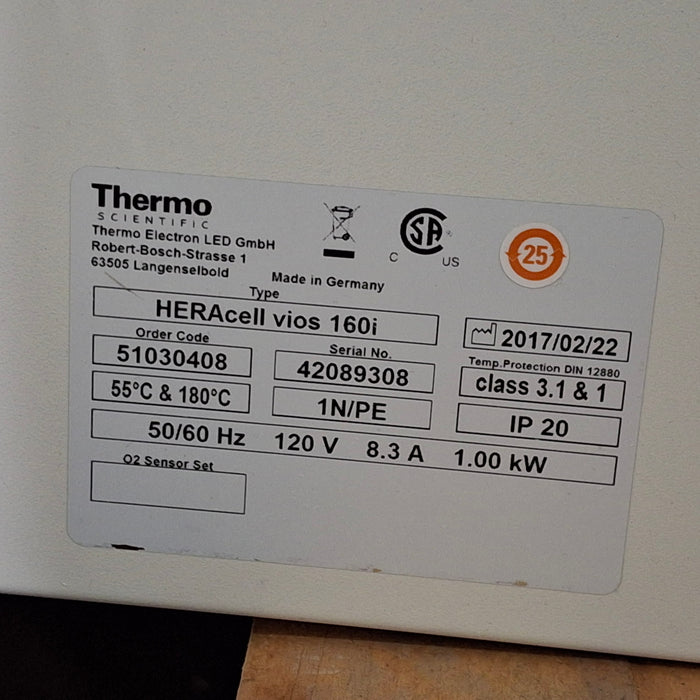 Thermo
SCIENTIFIC
Thermo Electron LED GmbH
Robert-Bosch-Strasse 1
63505 Langenselbold
Made in Germany
SA
C US
25
Type
HERAcell vios 160i
2017/02/22
Order Code
51030408
Serial No.
42089308
Temp.Protection DIN 12880
class 3.1 & 1
55°C & 180°C
1N/PE
IP 20
50/60 Hz 120 V 8.3 A 1.00 kW
O2 Sensor Set